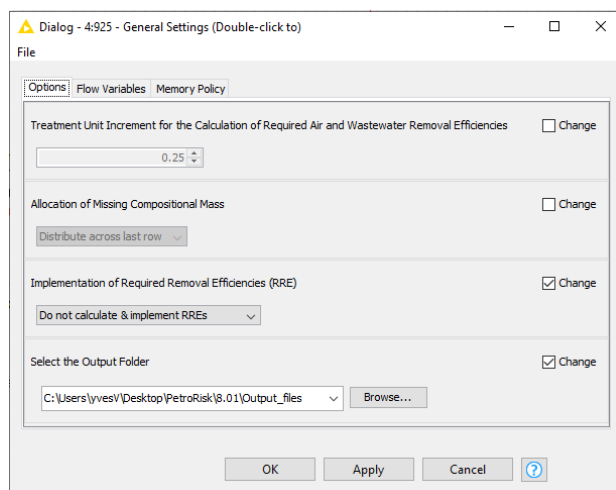 Dialog - 4:925 - General Settings (Double-click to)
File
Options Flow Variables Memory Policy
Treatment Unit Increment for the Calculation of Required Air and Wastewater Removal Efficiencies Change
0.25
Allocation of Missing Compositional Mass Change
Distribute across last row
Implementation of Required Removal Efficiencies (RRE) Change
Do not calculate & implement RREs
Select the Output Folder Change
C:\Users\yvesV\Desktop\PetroRisk\8.01\Output_files Browse...
OK Apply Cancel ?